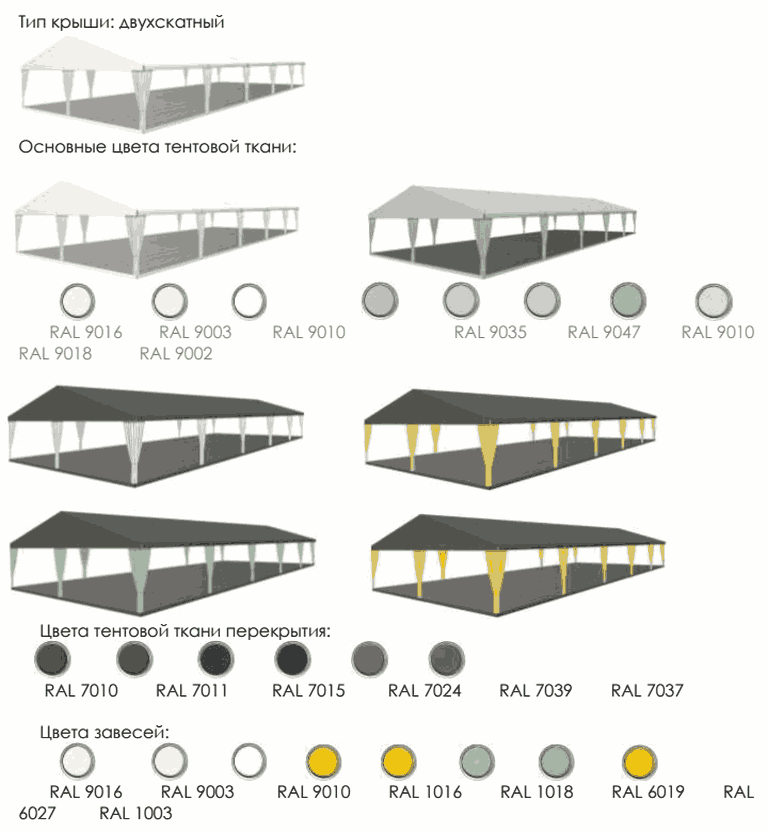 Тип крыши: двухскатный
Основные цвета тентовой ткани:
RAL 9016 RAL 9003 RAL 9010 RAL 9035 RAL 9047 RAL 9010
RAL 9018 RAL 9002
Цвета тентовой ткани перекрытия:
RAL 7010 RAL 7011 RAL 7015 RAL 7024 RAL 7039 RAL 7037
Цвета завесей:
RAL 9016 RAL 9003 RAL 9010 RAL 1016 RAL 1018 RAL 6019 RAL
6027 RAL 1003